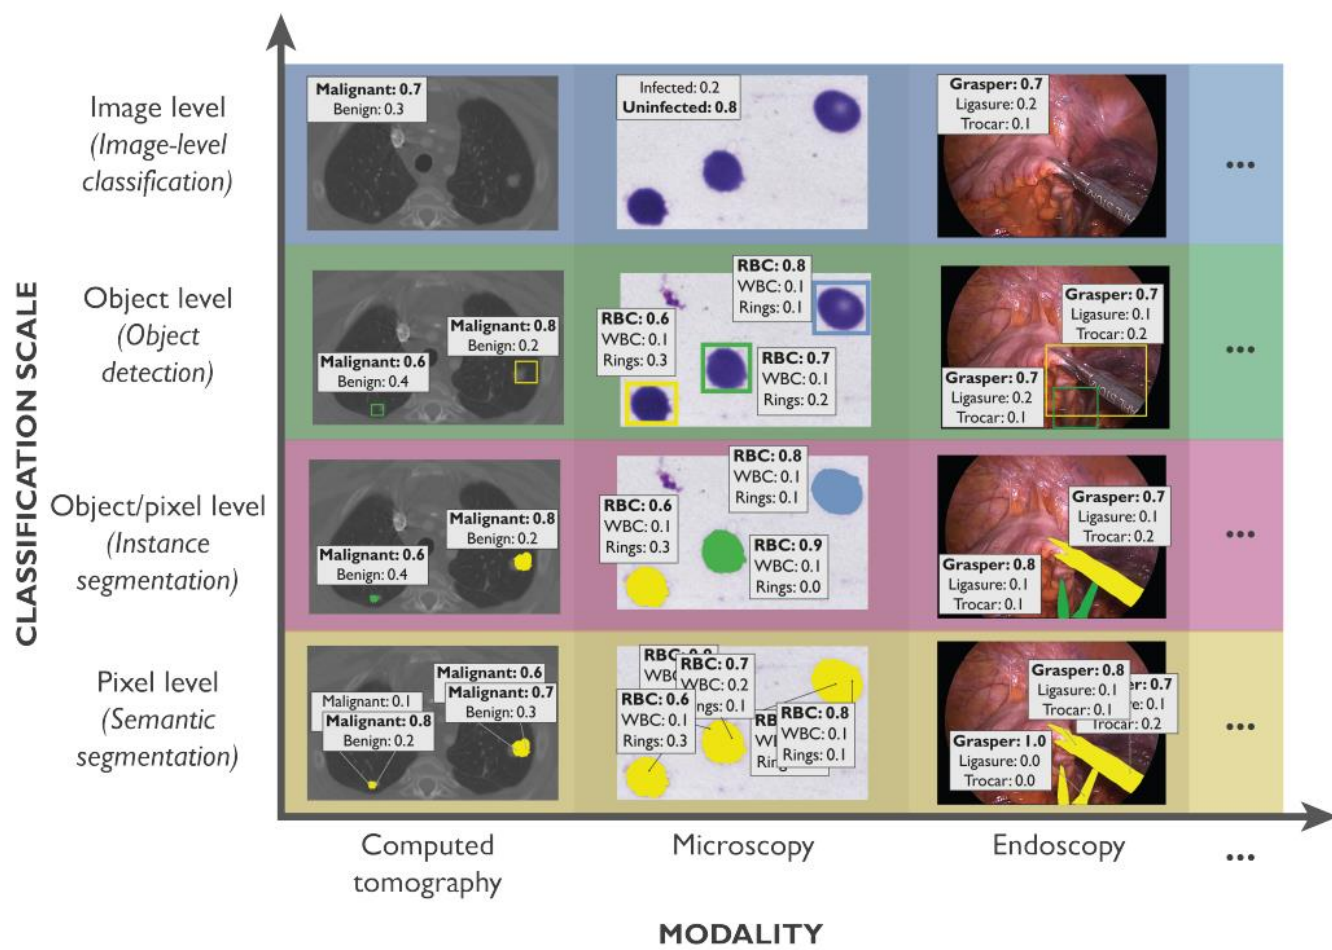 CLASSIFICATION SCALE
Image level
(Image-level
classification)
Malignant: 0.7
Benign: 0.3
Infected: 0.2
Uninfected: 0.8
Grasper: 0.7
Ligasure: 0.2
Trocar: 0.1
...
Object level
(Object
detection)
Malignant: 0.6
Benign: 0.4
Malignant: 0.8
Benign: 0.2
RBC: 0.6
WBC: 0.1
Rings: 0.3
RBC: 0.8
WBC: 0.1
Rings: 0.1
RBC: 0.7
WBC: 0.1
Rings: 0.2
Grasper: 0.7
Ligasure: 0.1
Trocar: 0.2
Grasper: 0.7
Ligasure: 0.2
Trocar: 0.1
...
Object/pixel level
(Instance
segmentation)
Malignant: 0.6
Benign: 0.4
Malignant: 0.8
Benign: 0.2
RBC: 0.6
WBC: 0.1
Rings: 0.3
RBC: 0.8
WBC: 0.1
Rings: 0.1
RBC: 0.9
WBC: 0.1
Rings: 0.0
Grasper: 0.7
Ligasure: 0.1
Trocar: 0.2
Grasper: 0.8
Ligasure: 0.1
Trocar: 0.1
...
Pixel level
(Semantic
segmentation)
Malignant: 0.1
Malignant: 0.8
Benign: 0.2
Malignant: 0.6
Malignant: 0.7
Benign: 0.3
RBC: 0.6
WBC: 0.1
Rings: 0.3
RBC: 0.7
WBC: 0.2
RBC: 0.8
WBC: 0.1
Rings: 0.1
Grasper: 0.8
Ligasure: 0.1
Trocar: 0.1
0.7
0.1
Trocar: 0.2
Grasper: 1.0
Ligasure: 0.0
Trocar: 0.0
...
Computed
tomography
Microscopy
Endoscopy
...
MODALITY